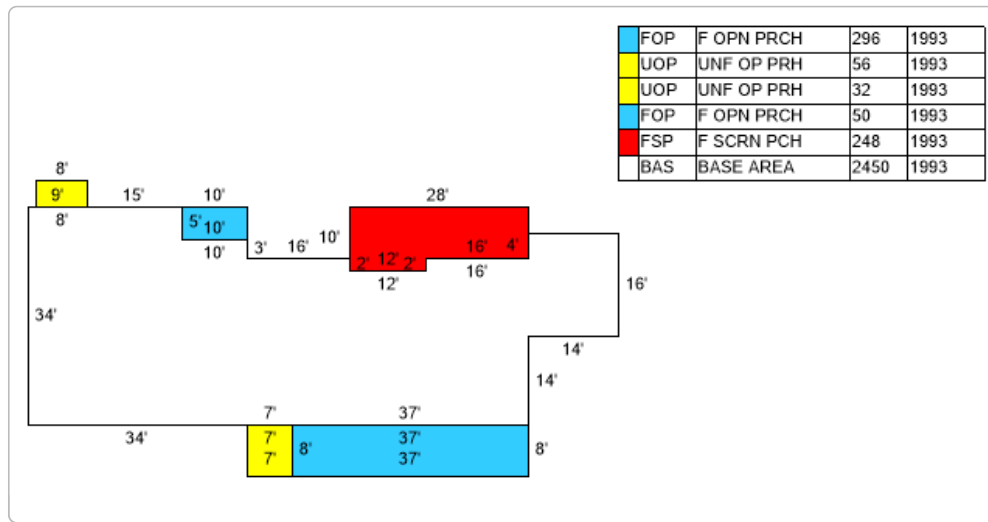 FOP F OPN PRCH 296 1993
UOP UNF OP PRH 56 1993
UOP UNF OP PRH 32 1993
FOP F OPN PRCH 50 1993
FSP F SCRN PCH 248 1993
BAS BASE AREA 2450 1993
8'
9' 15' 10' 28'
8' 5' 10'
10' 3' 16' 10' 16' 4'
2' 12' 2' 16'
12' 16'
34'
14'
14'
7' 37'
34' 7' 8' 37' 8'
7' 37'